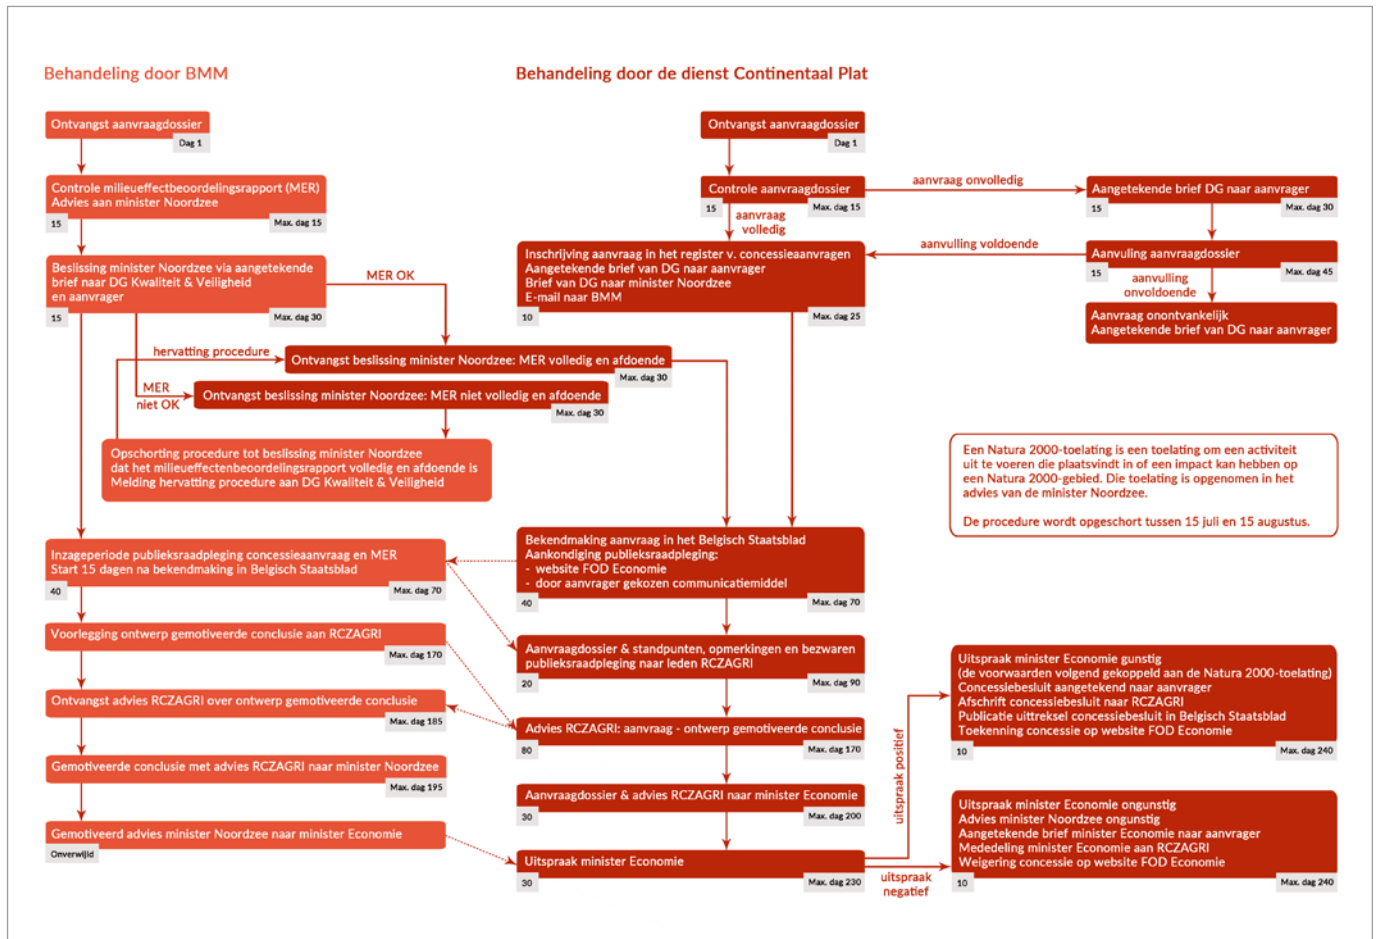 Behandeling door BMM
Behandeling door de dienst Continentaal Plat
Ontvangst aanvraagdossier
Dag 1
Ontvangst aanvraagdossier
Dag 1
Controle milieueffectbeoordelingsrapport (MER)
Advies aan minister Noordzee
15
Max. dag 15
Controle aanvraagdossier
15
Max. dag 15
aanvraag onvolledig
Aangetekende brief DG naar aanvrager
15
Max. dag 30
aanvraag
volledig
Beslissing minister Noordzee via aangetekende
brief naar DG Kwaliteit & Veiligheid
en aanvrager
15
Max. dag 30
MER OK
Inschrijving aanvraag in het register v. concessieaanvragen
Aangetekende brief van DG naar aanvrager
Brief van DG naar minister Noordzee
E-mail naar BMM
10
Max. dag 25
aanvulling voldoende
Aanvuling aanvraagdossier
15
Max. dag 45
aanvulling
onvoldoende
Aanvraag onontvankelijk
Aangetekende brief van DG naar aanvrager
hervatting procedure
Ontvangst beslissing minister Noordzee: MER volledig en afdoende
Max. dag 30
MER
niet OK
Ontvangst beslissing minister Noordzee: MER niet volledig en afdoende
Max. dag 30
Opschorting procedure tot beslissing minister Noordzee
dat het milieueffectenbeoordelingsrapport volledig en afdoende is
Melding hervatting procedure aan DG Kwaliteit & Veiligheid
Een Natura 2000-toelating is een toelating om een activiteit
uit te voeren die plaatsvindt in of een impact kan hebben op
een Natura 2000-gebied. Die toelating is opgenomen in het
advies van de minister Noordzee.
De procedure wordt opgeschort tussen 15 juli en 15 augustus.
Inzageperiode publieksraadpleging concessieaanvraag en MER
Start 15 dagen na bekendmaking in Belgisch Staatsblad
40
Max. dag 70
Bekendmaking aanvraag in het Belgisch Staatsblad
Aankondiging publieksraadpleging:
- website FOD Economie
- door aanvrager gekozen communicatiemiddel
40
Max. dag 70
Voorlegging ontwerp gemotiveerde conclusie aan RCZAGRI
Max. dag 170
Aanvraagdossier & standpunten, opmerkingen en bezwaren
publieksraadpleging naar leden RCZAGRI
20
Max. dag 90
Ontvangst advies RCZAGRI over ontwerp gemotiveerde conclusie
Max. dag 185
Advies RCZAGRI: aanvraag - ontwerp gemotiveerde conclusie
80
Max. dag 170
Gemotiveerde conclusie met advies RCZAGRI naar minister Noordzee
Max. dag 195
Aanvraagdossier & advies RCZAGRI naar minister Economie
30
Max. dag 200
Gemotiveerd advies minister Noordzee naar minister Economie
Onverwijld
Uitspraak minister Economie
30
Max. dag 230
uitspraak positief
Uitspraak minister Economie gunstig
(de voorwaarden volgend gekoppeld aan de Natura 2000-toelating)
Concessiebesluit aangetekend naar aanvrager
Afschrift concessiebesluit naar RCZAGRI
Publicatie uittreksel concessiebesluit in Belgisch Staatsblad
Toekenning concessie op website FOD Economie
10
Max. dag 240
uitspraak
negatief
Uitspraak minister Economie ongunstig
Advies minister Noordzee ongunstig
Aangetekende brief minister Economie naar aanvrager
Mededeling minister Economie aan RCZAGRI
Weigering concessie op website FOD Economie
10
Max. dag 240